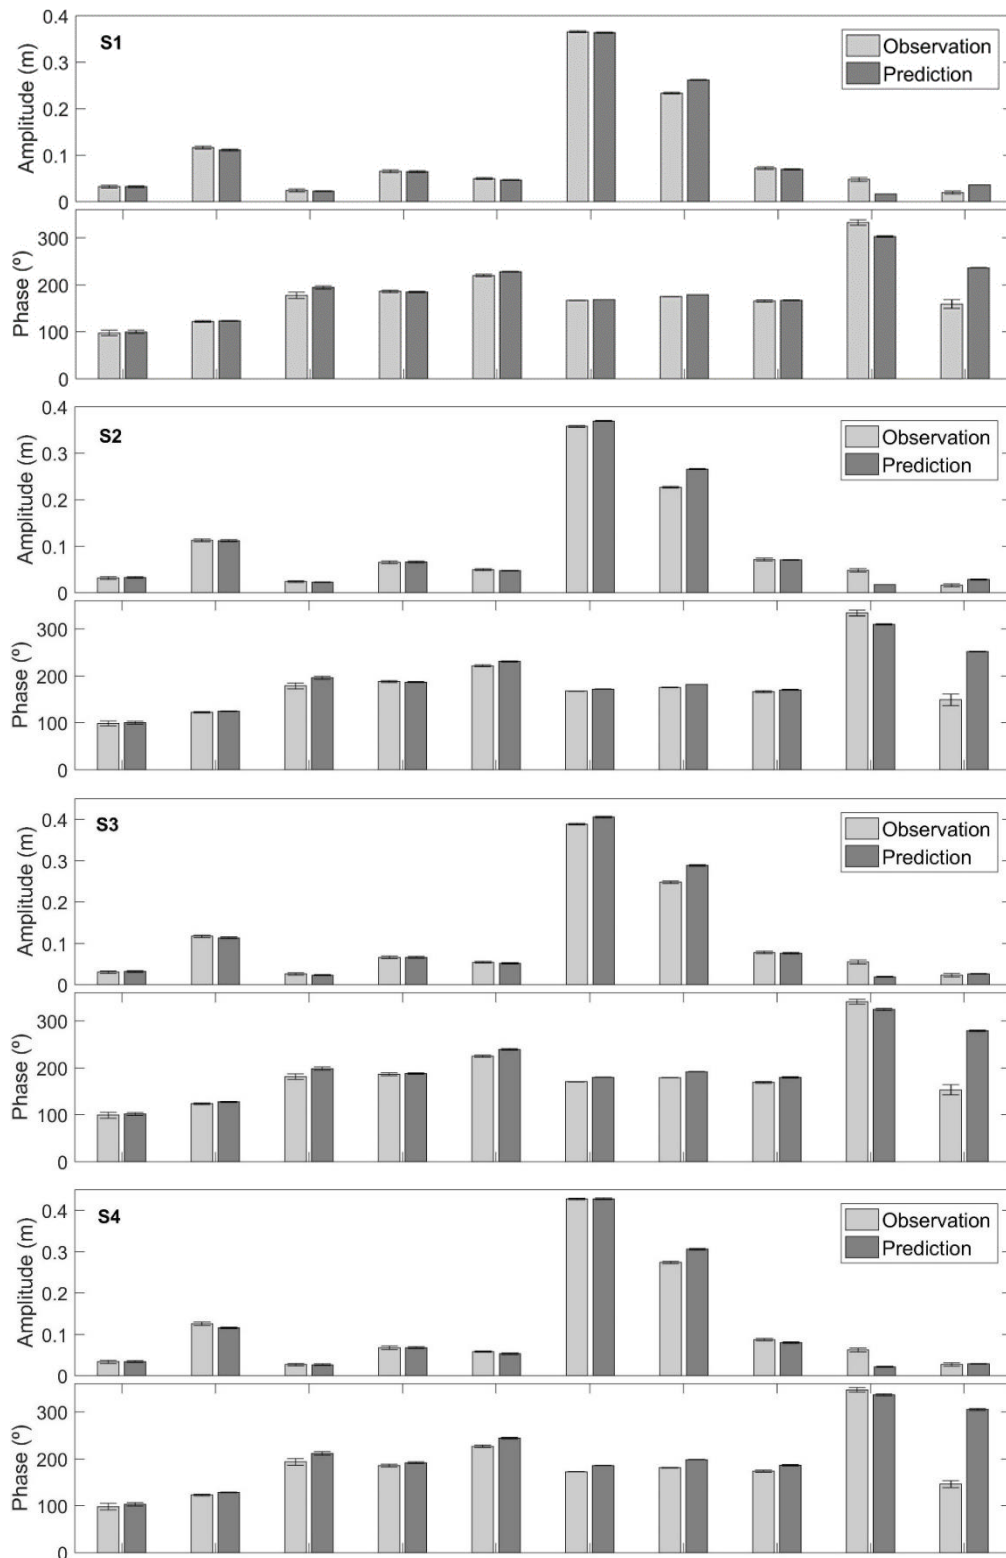 0.4
S1
Observation
Prediction
0.3
0.2
0.1
0
Amplitude (m)
300
200
100
0
Phase (º)
0.4
S2
Observation
Prediction
0.3
0.2
0.1
0
Amplitude (m)
300
200
100
0
Phase (º)
S3
Observation
Prediction
0.4
0.3
0.2
0.1
0
Amplitude (m)
300
200
100
0
Phase (º)
S4
Observation
Prediction
0.4
0.3
0.2
0.1
0
Amplitude (m)
300
200
100
0
Phase (º)